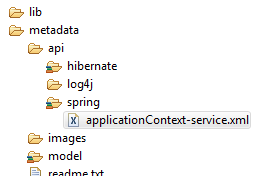 lib
metadata
api
hibernate
log4j
spring
applicationContext-service.xml
images
model
readme.txt